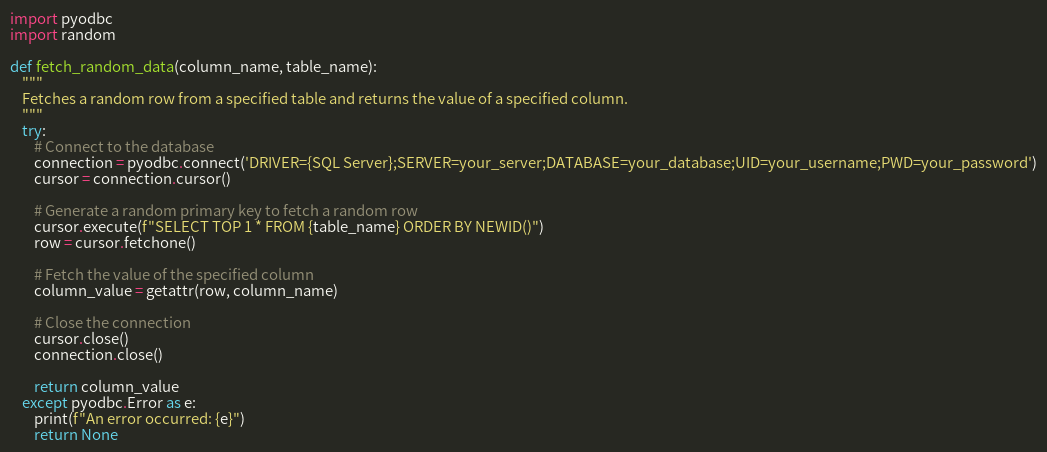 import pyodbc
import random

def fetch_random_data(column_name, table_name):
    """
    Fetches a random row from a specified table and returns the value of a specified column.
    """
    try:
        # Connect to the database
        connection = pyodbc.connect('DRIVER={SQL Server};SERVER=your_server;DATABASE=your_database;UID=your_username;PWD=your_password')
        cursor = connection.cursor()

        # Generate a random primary key to fetch a random row
        cursor.execute(f"SELECT TOP 1 * FROM {table_name} ORDER BY NEWID()")
        row = cursor.fetchone()

        # Fetch the value of the specified column
        column_value = getattr(row, column_name)

        # Close the connection
        cursor.close()
        connection.close()

        return column_value
    except pyodbc.Error as e:
        print(f"An error occurred: {e}")
        return None